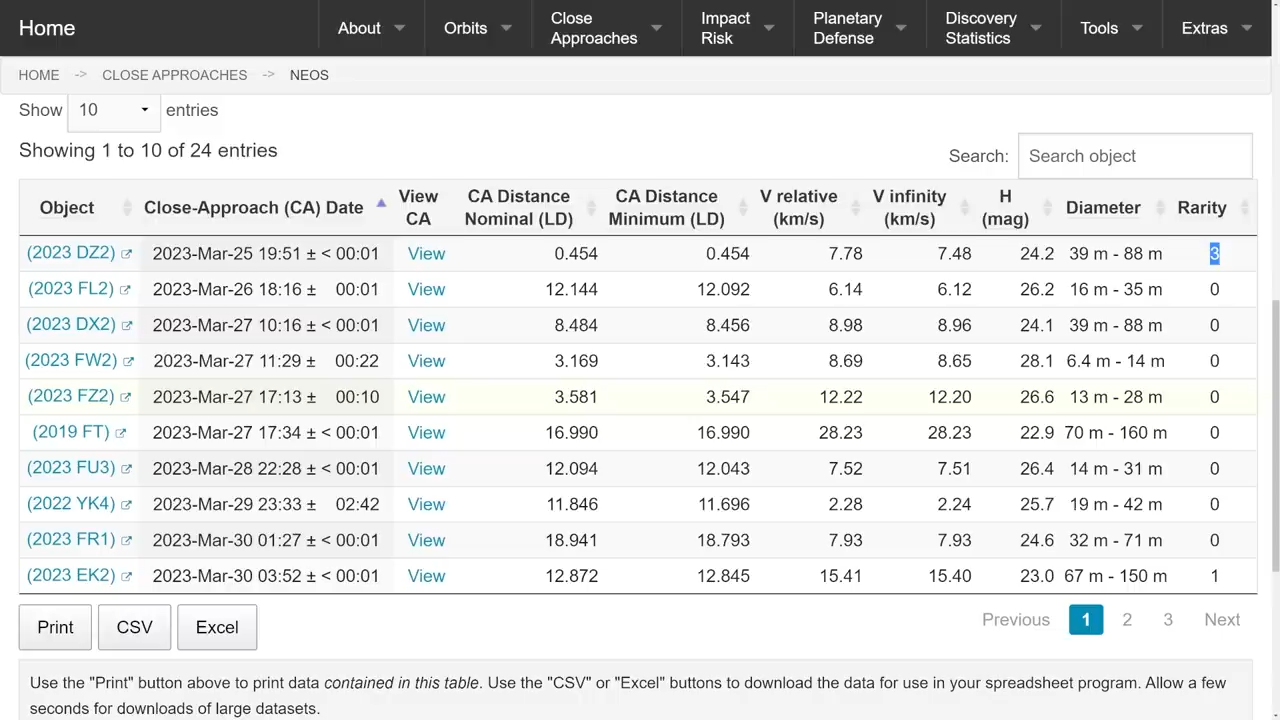 Home About Orbits Close Approaches Impact Risk Planetary Defense Discovery Statistics Tools Extras
HOME -> CLOSE APPROACHES -> NEOS
Show 10 entries
Showing 1 to 10 of 24 entries
Search: Search object
Object Close-Approach (CA) Date View CA CA Distance Nominal (LD) CA Distance Minimum (LD) V relative (km/s) V infinity (km/s) H (mag) Diameter Rarity
(2023 DZ2) 2023-Mar-25 19:51 ± < 00:01 View 0.454 0.454 7.78 7.48 24.2 39 m - 88 m 3
(2023 FL2) 2023-Mar-26 18:16 ± 00:01 View 12.144 12.092 6.14 6.12 26.2 16 m - 35 m 0
(2023 DX2) 2023-Mar-27 10:16 ± < 00:01 View 8.484 8.456 8.98 8.96 24.1 39 m - 88 m 0
(2023 FW2) 2023-Mar-27 11:29 ± 00:22 View 3.169 3.143 8.69 8.65 28.1 6.4 m - 14 m 0
(2023 FZ2) 2023-Mar-27 17:13 ± 00:10 View 3.581 3.547 12.22 12.20 26.6 13 m - 28 m 0
(2019 FT) 2023-Mar-27 17:34 ± < 00:01 View 16.990 16.990 28.23 28.23 22.9 70 m - 160 m 0
(2023 FU3) 2023-Mar-28 22:28 ± < 00:01 View 12.094 12.043 7.52 7.51 26.4 14 m - 31 m 0
(2022 YK4) 2023-Mar-29 23:33 ± 02:42 View 11.846 11.696 2.28 2.24 25.7 19 m - 42 m 0
(2023 FR1) 2023-Mar-30 01:27 ± < 00:01 View 18.941 18.793 7.93 7.93 24.6 32 m - 71 m 0
(2023 EK2) 2023-Mar-30 03:52 ± < 00:01 View 12.872 12.845 15.41 15.40 23.0 67 m - 150 m 1
Print CSV Excel
Previous 1 2 3 Next
Use the "Print" button above to print data contained in this table. Use the "CSV" or "Excel" buttons to download the data for use in your spreadsheet program. Allow a few
seconds for downloads of large datasets.